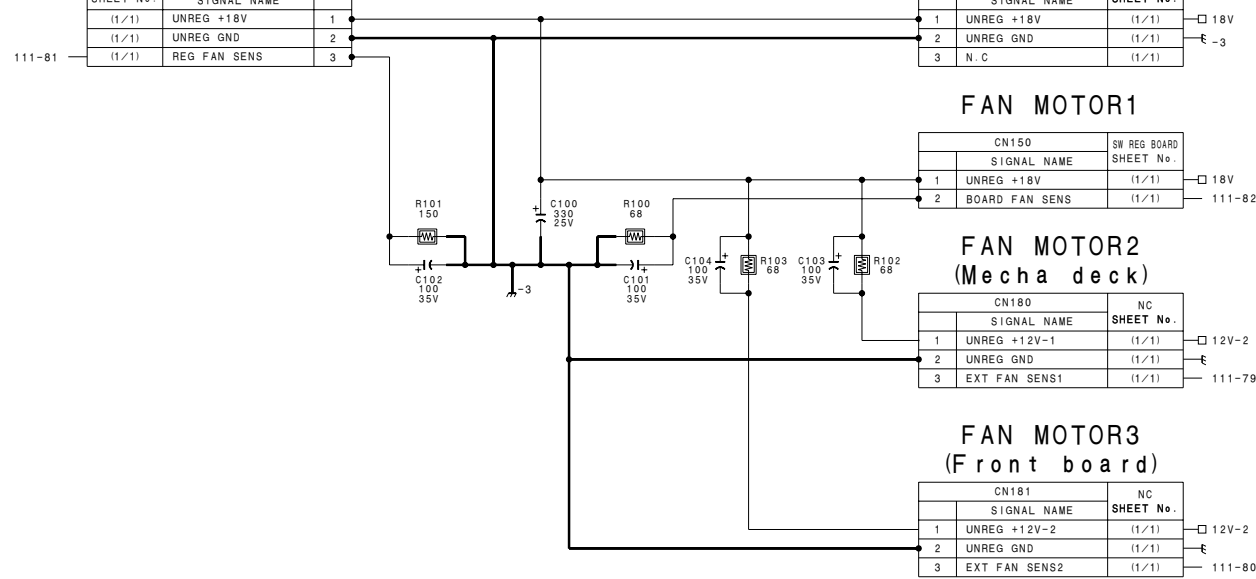 SHEET No. SIGNAL NAME
(1/1) UNREG +18V 1
(1/1) UNREG GND 2
111-81 (1/1) REG FAN SENS 3
SIGNAL NAME SHEET No.
1 UNREG +18V (1/1) 18V
2 UNREG GND (1/1) -3
3 N.C (1/1)
FAN MOTOR1
CN150 SW REG BOARD
SIGNAL NAME SHEET No.
1 UNREG +18V (1/1) 18V
2 BOARD FAN SENS (1/1) 111-82
R101
150
+ C100
330
25V
R100
68
+
C102
100
35V
-3
+
C101
100
35V
C104 +
100
35V
R103
68
C103 +
100
35V
R102
68
FAN MOTOR2
(Mecha deck)
CN180 NC
SIGNAL NAME SHEET No.
1 UNREG +12V-1 (1/1) 12V-2
2 UNREG GND (1/1)
3 EXT FAN SENS1 (1/1) 111-79
FAN MOTOR3
(Front board)
CN181 NC
SIGNAL NAME SHEET No.
1 UNREG +12V-2 (1/1) 12V-2
2 UNREG GND (1/1)
3 EXT FAN SENS2 (1/1) 111-80